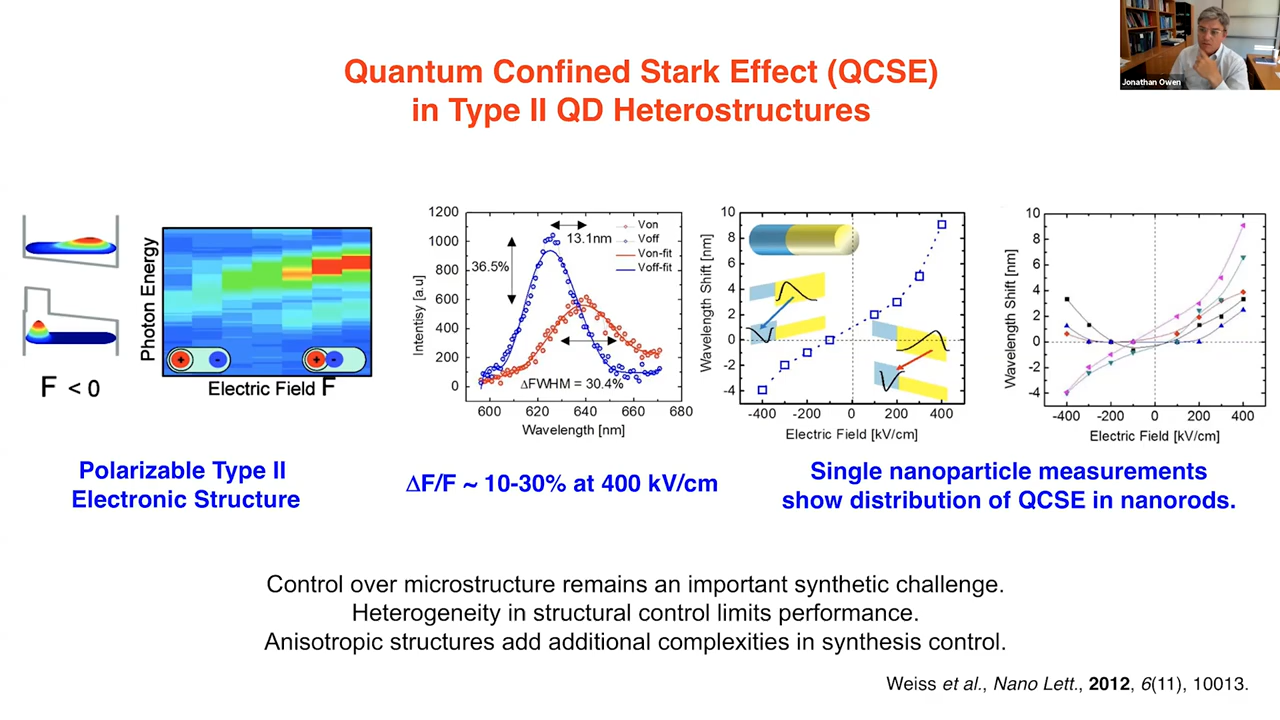 Jonathan Owen
Quantum Confined Stark Effect (QCSE)
in Type II QD Heterostructures
F < 0
Photon Energy
+
-
+
-
Electric Field F
1200
1000
800
600
400
200
0
600
620
640
660
680
Intentisy [a.u]
Wavelength [nm]
36.5%
13.1nm
Von
Voff
Von-fit
Voff-fit
ΔFWHM = 30.4%
10
8
6
4
2
0
-2
-4
-400
-200
0
200
400
Wavelength Shift [nm]
Electric Field [kV/cm]
10
8
6
4
2
0
-2
-4
-400
-200
0
200
400
Wavelength Shift [nm]
Electric Field [kV/cm]
Polarizable Type II
Electronic Structure
ΔF/F ~ 10-30% at 400 kV/cm
Single nanoparticle measurements
show distribution of QCSE in nanorods.
Control over microstructure remains an important synthetic challenge.
Heterogeneity in structural control limits performance.
Anisotropic structures add additional complexities in synthesis control.
Weiss et al., Nano Lett., 2012, 6(11), 10013.